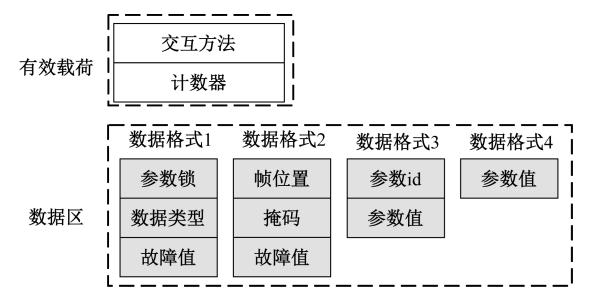 有效载荷
交互方法
计数器
数据区
数据格式1 数据格式2 数据格式3 数据格式4
参数锁 帧位置 参数id 参数值
数据类型 掩码 参数值
故障值 故障值